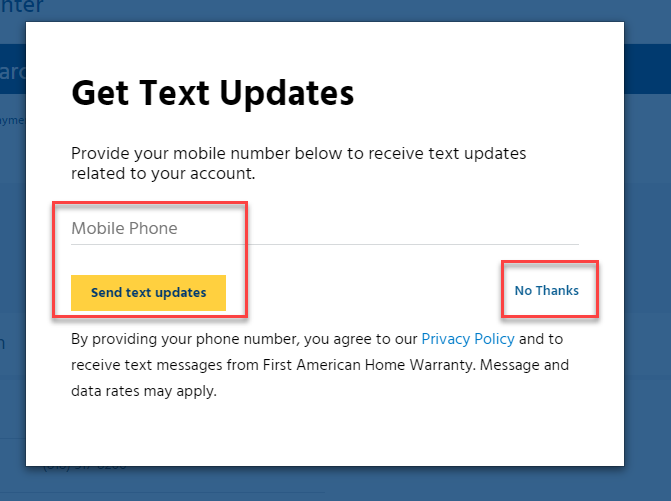 nter
arc
ayme
Get Text Updates
Provide your mobile number below to receive text updates
related to your account.
Mobile Phone
Send text updates
No Thanks
By providing your phone number, you agree to our Privacy Policy and to
receive text messages from First American Home Warranty. Message and
data rates may apply.